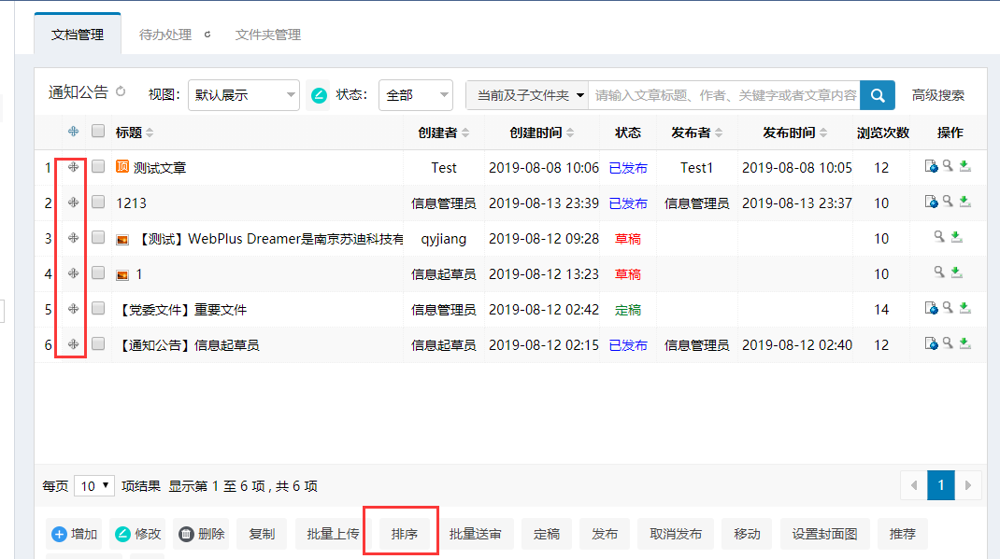 文档管理 待办处理 文件夹管理
通知公告 视图: 默认展示 状态: 全部 当前及子文件夹 请输入文章标题、作者、关键字或者文章内容 高级搜索
标题 创建者 创建时间 状态 发布者 发布时间 浏览次数 操作
1 顶 测试文章 Test 2019-08-08 10:06 已发布 Test1 2019-08-08 10:05 12
2 1213 信息管理员 2019-08-13 23:39 已发布 信息管理员 2019-08-13 23:37 10
3 【测试】WebPlus Dreamer是南京苏迪科技有 qyjiang 2019-08-12 09:28 草稿 10
4 1 信息起草员 2019-08-12 13:23 草稿 10
5 【党委文件】重要文件 信息管理员 2019-08-12 02:42 定稿 14
6 【通知公告】信息起草员 信息起草员 2019-08-12 02:15 已发布 信息管理员 2019-08-12 02:40 12
每页 10 项结果 显示第 1 至 6 项 , 共 6 项 1
增加 修改 删除 复制 批量上传 排序 批量送审 定稿 发布 取消发布 移动 设置封面图 推荐